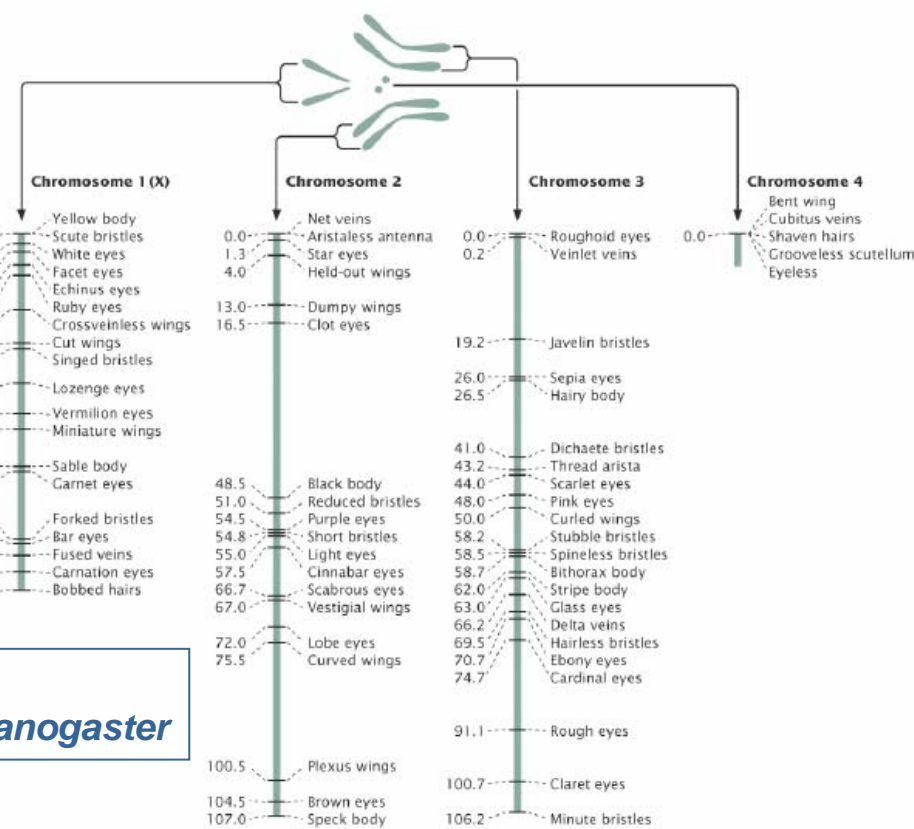 Chromosome 1 (X)
Yellow body
Scute bristles
White eyes
Facet eyes
Echinus eyes
Ruby eyes
Crossveinless wings
Cut wings
Singed bristles
Lozenge eyes
Vermilion eyes
Miniature wings
Sable body
Garnet eyes
Forked bristles
Bar eyes
Fused veins
Carnation eyes
Bobbed hairs
Chromosome 2
Net veins
0.0 Aristaless antenna
1.3 Star eyes
4.0 Held-out wings
13.0 Dumpy wings
16.5 Clot eyes
48.5 Black body
51.0 Reduced bristles
54.5 Purple eyes
54.8 Short bristles
55.0 Light eyes
57.5 Cinnabar eyes
66.7 Scabrous eyes
67.0 Vestigial wings
72.0 Lobe eyes
75.5 Curved wings
100.5 Plexus wings
104.5 Brown eyes
107.0 Speck body
Chromosome 3
0.0 Roughoid eyes
0.2 Veinlet veins
19.2 Javelin bristles
26.0 Sepia eyes
26.5 Hairy body
41.0 Dichaete bristles
43.2 Thread arista
44.0 Scarlet eyes
48.0 Pink eyes
50.0 Curled wings
58.2 Stubble bristles
58.5 Spineless bristles
58.7 Bithorax body
62.0 Stripe body
63.0 Glass eyes
66.2 Delta veins
69.5 Hairless bristles
70.7 Ebony eyes
74.7 Cardinal eyes
91.1 Rough eyes
100.7 Claret eyes
106.2 Minute bristles
Chromosome 4
Bent wing
Cubitus veins
0.0 Shaven hairs
Grooveless scutellum
Eyeless
anogaster